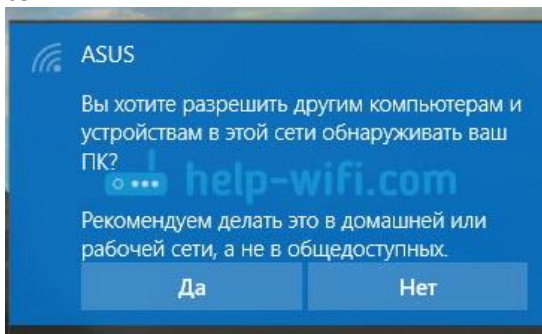 ASUS
Вы хотите разрешить другим компьютерам и
устройствам в этой сети обнаруживать ваш
ПК?
help-wifi.com
Рекомендуем делать это в домашней или
рабочей сети, а не в общедоступных.
Да
Нет